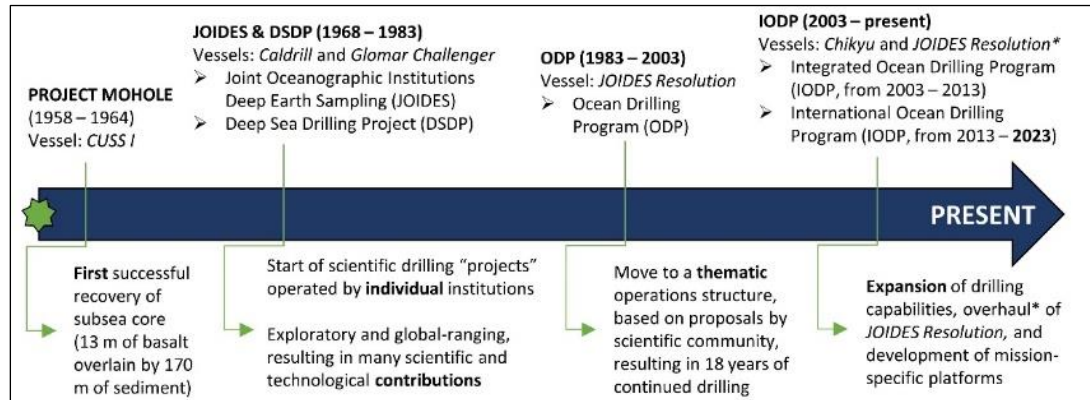 PROJECT MOHOLE
(1958 – 1964)
Vessel: CUSS I
JOIDES & DSDP (1968 – 1983)
Vessels: Caldrill and Glomar Challenger
➤ Joint Oceanographic Institutions
Deep Earth Sampling (JOIDES)
➤ Deep Sea Drilling Project (DSDP)
ODP (1983 – 2003)
Vessel: JOIDES Resolution
➤ Ocean Drilling
Program (ODP)
IODP (2003 – present)
Vessels: Chikyu and JOIDES Resolution*
➤ Integrated Ocean Drilling Program
(IODP, from 2003 – 2013)
➤ International Ocean Drilling
Program (IODP, from 2013 – 2023)
PRESENT
First successful
recovery of
subsea core
(13 m of basalt
overlain by 170
m of sediment)
Start of scientific drilling “projects”
operated by individual institutions
Exploratory and global-ranging,
resulting in many scientific and
technological contributions
Move to a thematic
operations structure,
based on proposals by
scientific community,
resulting in 18 years of
continued drilling
Expansion of drilling
capabilities, overhaul* of
JOIDES Resolution, and
development of mission-
specific platforms